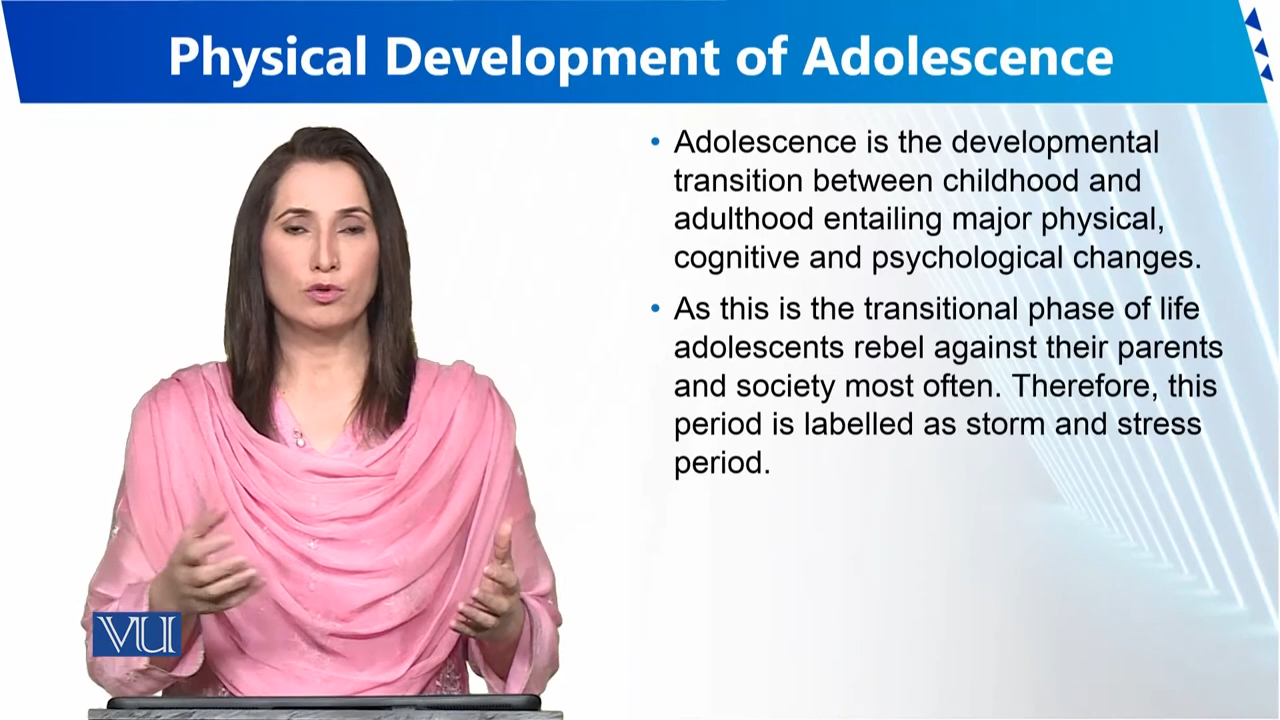 Physical Development of Adolescence
• Adolescence is the developmental
transition between childhood and
adulthood entailing major physical,
cognitive and psychological changes.
• As this is the transitional phase of life
adolescents rebel against their parents
and society most often. Therefore, this
period is labelled as storm and stress
period.
VU